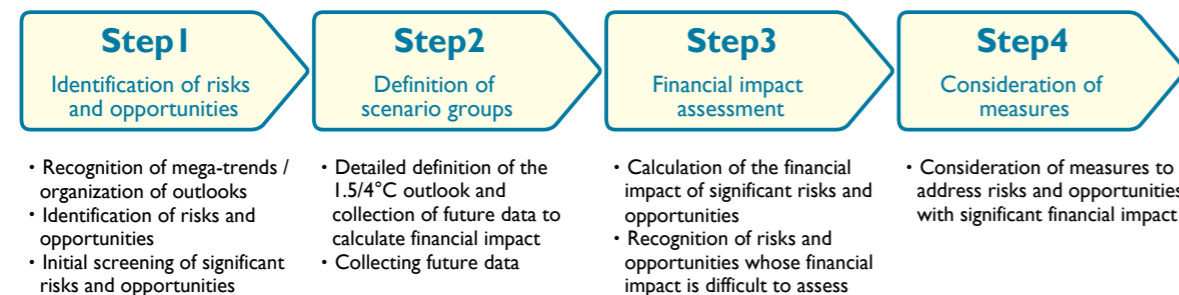 Step1
Identification of risks
and opportunities
• Recognition of mega-trends /
organization of outlooks
• Identification of risks and
opportunities
• Initial screening of significant
risks and opportunities
Step2
Definition of
scenario groups
• Detailed definition of the
1.5/4°C outlook and
collection of future data to
calculate financial impact
• Collecting future data
Step3
Financial impact
assessment
• Calculation of the financial
impact of significant risks and
opportunities
• Recognition of risks and
opportunities whose financial
impact is difficult to assess
Step4
Consideration of
measures
• Consideration of measures to
address risks and opportunities
with significant financial impact